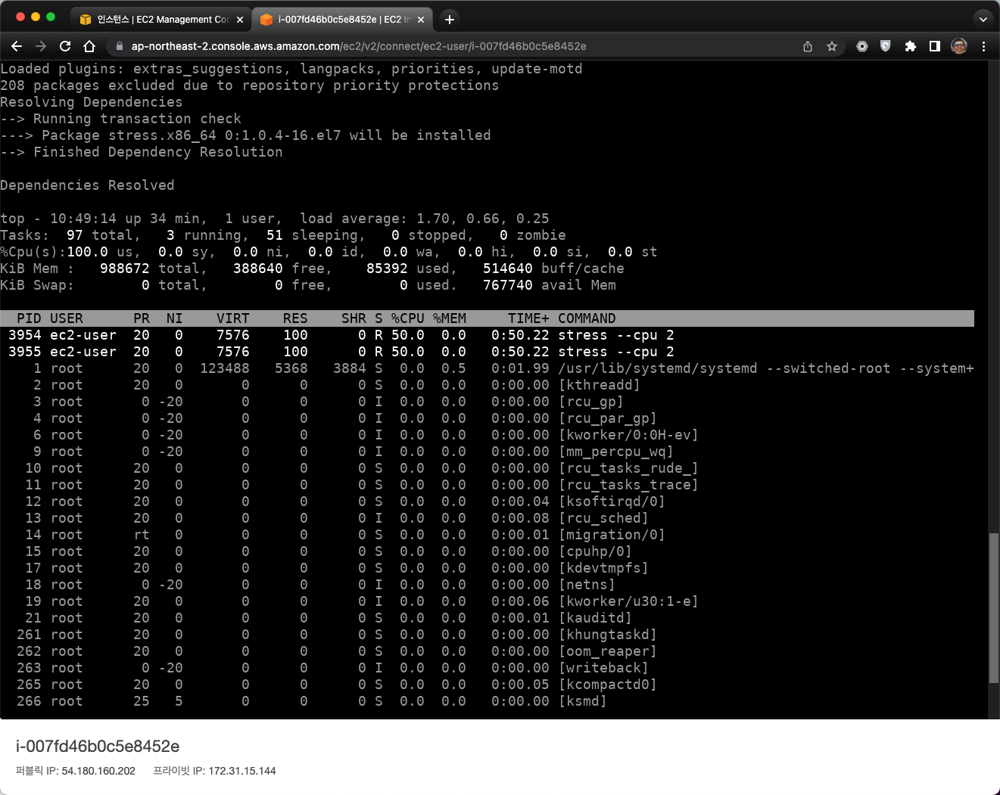 인스턴스 | EC2 Management Con
i-007fd46b0c5e8452e | EC2 In
ap-northeast-2.console.aws.amazon.com/ec2/v2/connect/ec2-user/i-007fd46b0c5e8452e
Loaded plugins: extras_suggestions, langpacks, priorities, update-motd
208 packages excluded due to repository priority protections
Resolving Dependencies
--> Running transaction check
---> Package stress.x86_64 0:1.0.4-16.el7 will be installed
--> Finished Dependency Resolution
Dependencies Resolved
top - 10:49:14 up 34 min,  1 user,  load average: 1.70, 0.66, 0.25
Tasks:  97 total,   3 running,  51 sleeping,   0 stopped,   0 zombie
%Cpu(s):100.0 us,  0.0 sy,  0.0 ni,  0.0 id,  0.0 wa,  0.0 hi,  0.0 si,  0.0 st
KiB Mem :   988672 total,   388640 free,    85392 used,   514640 buff/cache
KiB Swap:        0 total,        0 free,        0 used.   767740 avail Mem
PID USER      PR  NI    VIRT    RES    SHR S %CPU %MEM     TIME+ COMMAND
3954 ec2-user  20   0    7576    100      0 R 50.0  0.0   0:50.22 stress --cpu 2
3955 ec2-user  20   0    7576    100      0 R 50.0  0.0   0:50.22 stress --cpu 2
1 root      20   0  123488   5368   3884 S  0.0  0.5   0:01.99 /usr/lib/systemd/systemd --switched-root --system+
2 root      20   0       0      0      0 S  0.0  0.0   0:00.00 [kthreadd]
3 root       0 -20       0      0      0 I  0.0  0.0   0:00.00 [rcu_gp]
4 root       0 -20       0      0      0 I  0.0  0.0   0:00.00 [rcu_par_gp]
6 root       0 -20       0      0      0 I  0.0  0.0   0:00.00 [kworker/0:0H-ev]
9 root       0 -20       0      0      0 I  0.0  0.0   0:00.00 [mm_percpu_wq]
10 root      20   0       0      0      0 S  0.0  0.0   0:00.00 [rcu_tasks_rude_]
11 root      20   0       0      0      0 S  0.0  0.0   0:00.00 [rcu_tasks_trace]
12 root      20   0       0      0      0 S  0.0  0.0   0:00.04 [ksoftirqd/0]
13 root      20   0       0      0      0 I  0.0  0.0   0:00.08 [rcu_sched]
14 root      rt   0       0      0      0 S  0.0  0.0   0:00.01 [migration/0]
15 root      20   0       0      0      0 S  0.0  0.0   0:00.00 [cpuhp/0]
17 root      20   0       0      0      0 S  0.0  0.0   0:00.00 [kdevtmpfs]
18 root       0 -20       0      0      0 I  0.0  0.0   0:00.00 [netns]
19 root      20   0       0      0      0 I  0.0  0.0   0:00.06 [kworker/u30:1-e]
21 root      20   0       0      0      0 S  0.0  0.0   0:00.01 [kauditd]
261 root      20   0       0      0      0 S  0.0  0.0   0:00.00 [khungtaskd]
262 root      20   0       0      0      0 S  0.0  0.0   0:00.00 [oom_reaper]
263 root       0 -20       0      0      0 I  0.0  0.0   0:00.00 [writeback]
265 root      20   0       0      0      0 S  0.0  0.0   0:00.05 [kcompactd0]
266 root      25   5       0      0      0 S  0.0  0.0   0:00.00 [ksmd]
i-007fd46b0c5e8452e
퍼블릭 IP: 54.180.160.202 프라이빗 IP: 172.31.15.144